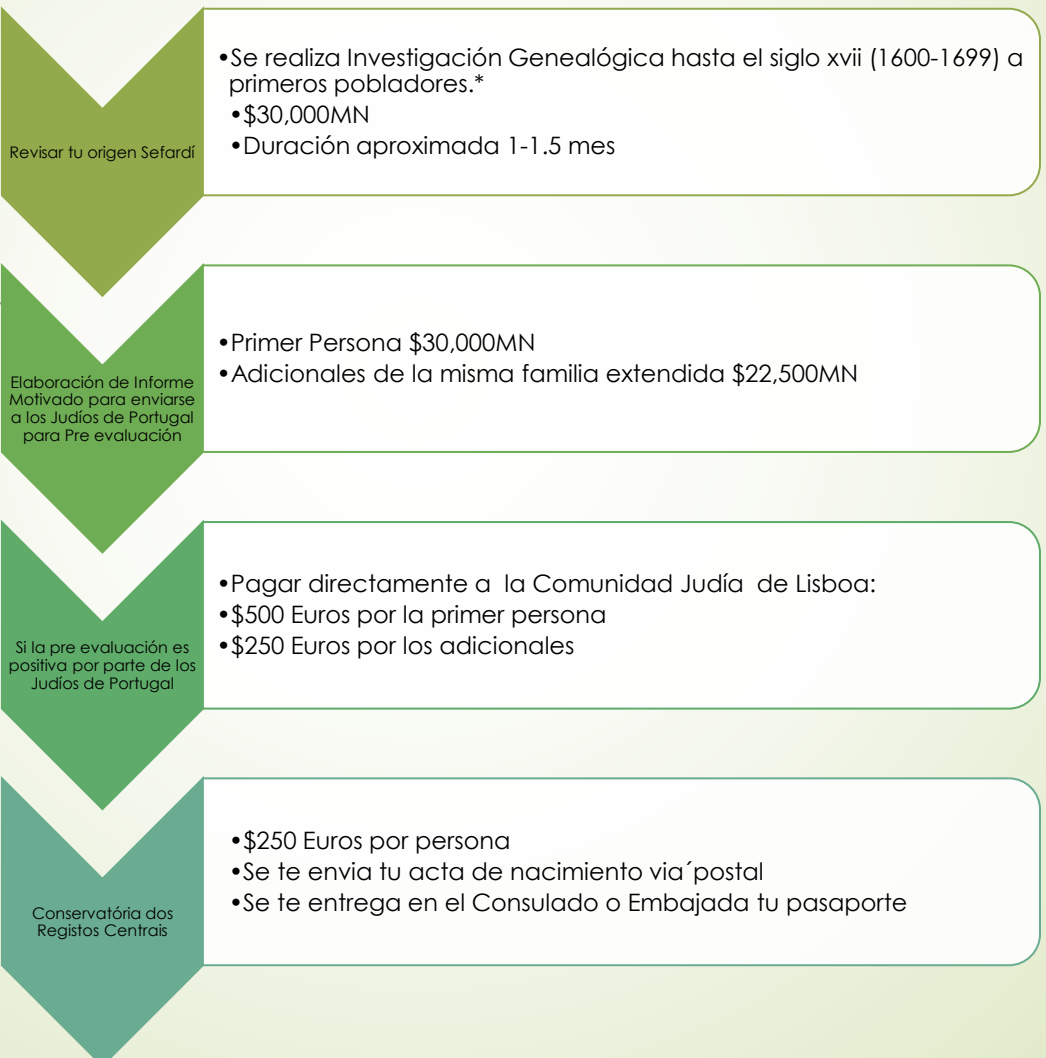 Revisar tu origen Sefardí
•Se realiza Investigación Genealógica hasta el siglo xvii (1600-1699) a
primeros pobladores.*
•$30,000MN
•Duración aproximada 1-1.5 mes
Elaboración de Informe
Motivado para enviarse
a los Judíos de Portugal
para Pre evaluación
•Primer Persona $30,000MN
•Adicionales de la misma familia extendida $22,500MN
Si la pre evaluación es
positiva por parte de los
Judíos de Portugal
•Pagar directamente a la Comunidad Judía de Lisboa:
•$500 Euros por la primer persona
•$250 Euros por los adicionales
Conservatória dos
Registos Centrais
•$250 Euros por persona
•Se te envia tu acta de nacimiento via´postal
•Se te entrega en el Consulado o Embajada tu pasaporte